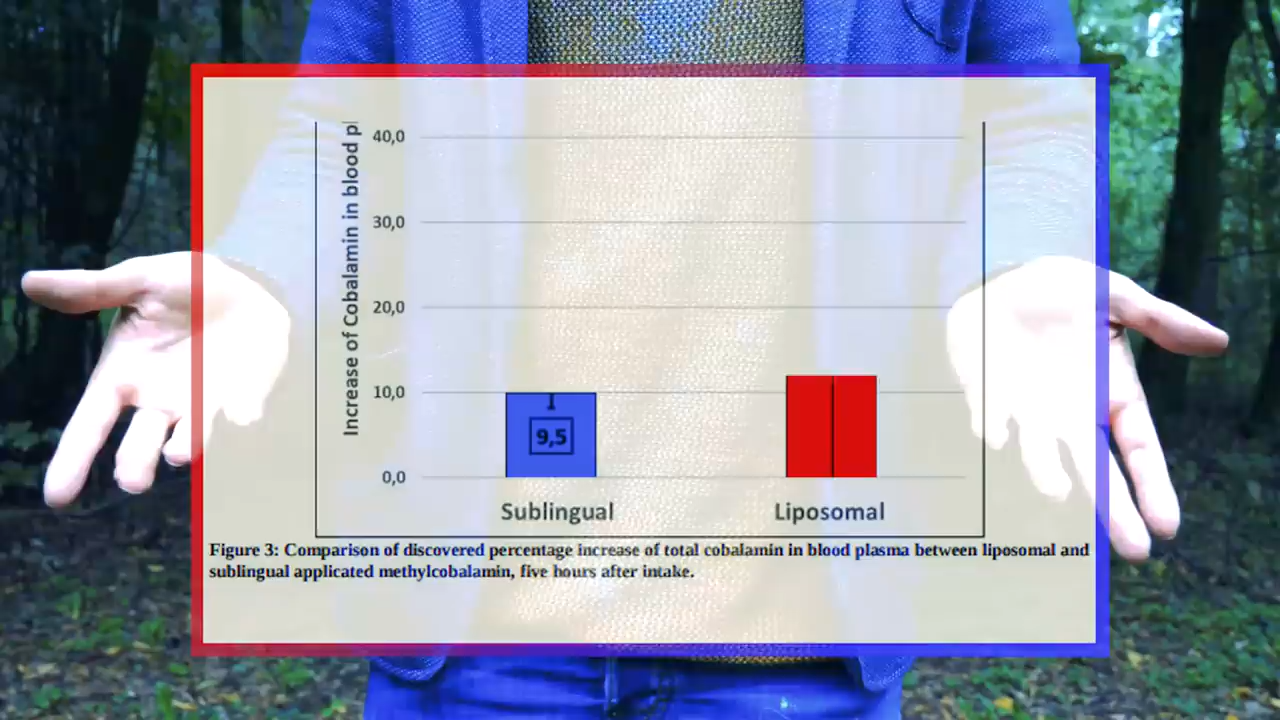 Increase of Cobalamin in blood p
40,0
30,0
20,0
10,0
0,0
9,5
Sublingual
Liposomal
Figure 3: Comparison of discovered percentage increase of total cobalamin in blood plasma between liposomal and
sublingual applicated methylcobalamin, five hours after intake.